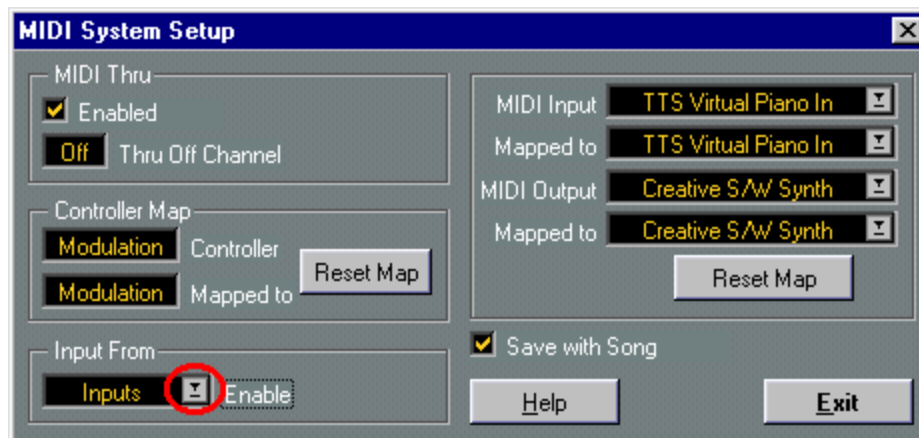 MIDI System Setup
MIDI Thru
Enabled
Off Thru Off Channel
Controller Map
Modulation Controller
Modulation Mapped to
Reset Map
Input From
Inputs Enable
MIDI Input TTS Virtual Piano In
Mapped to TTS Virtual Piano In
MIDI Output Creative S/W Synth
Mapped to Creative S/W Synth
Reset Map
Save with Song
Help Exit